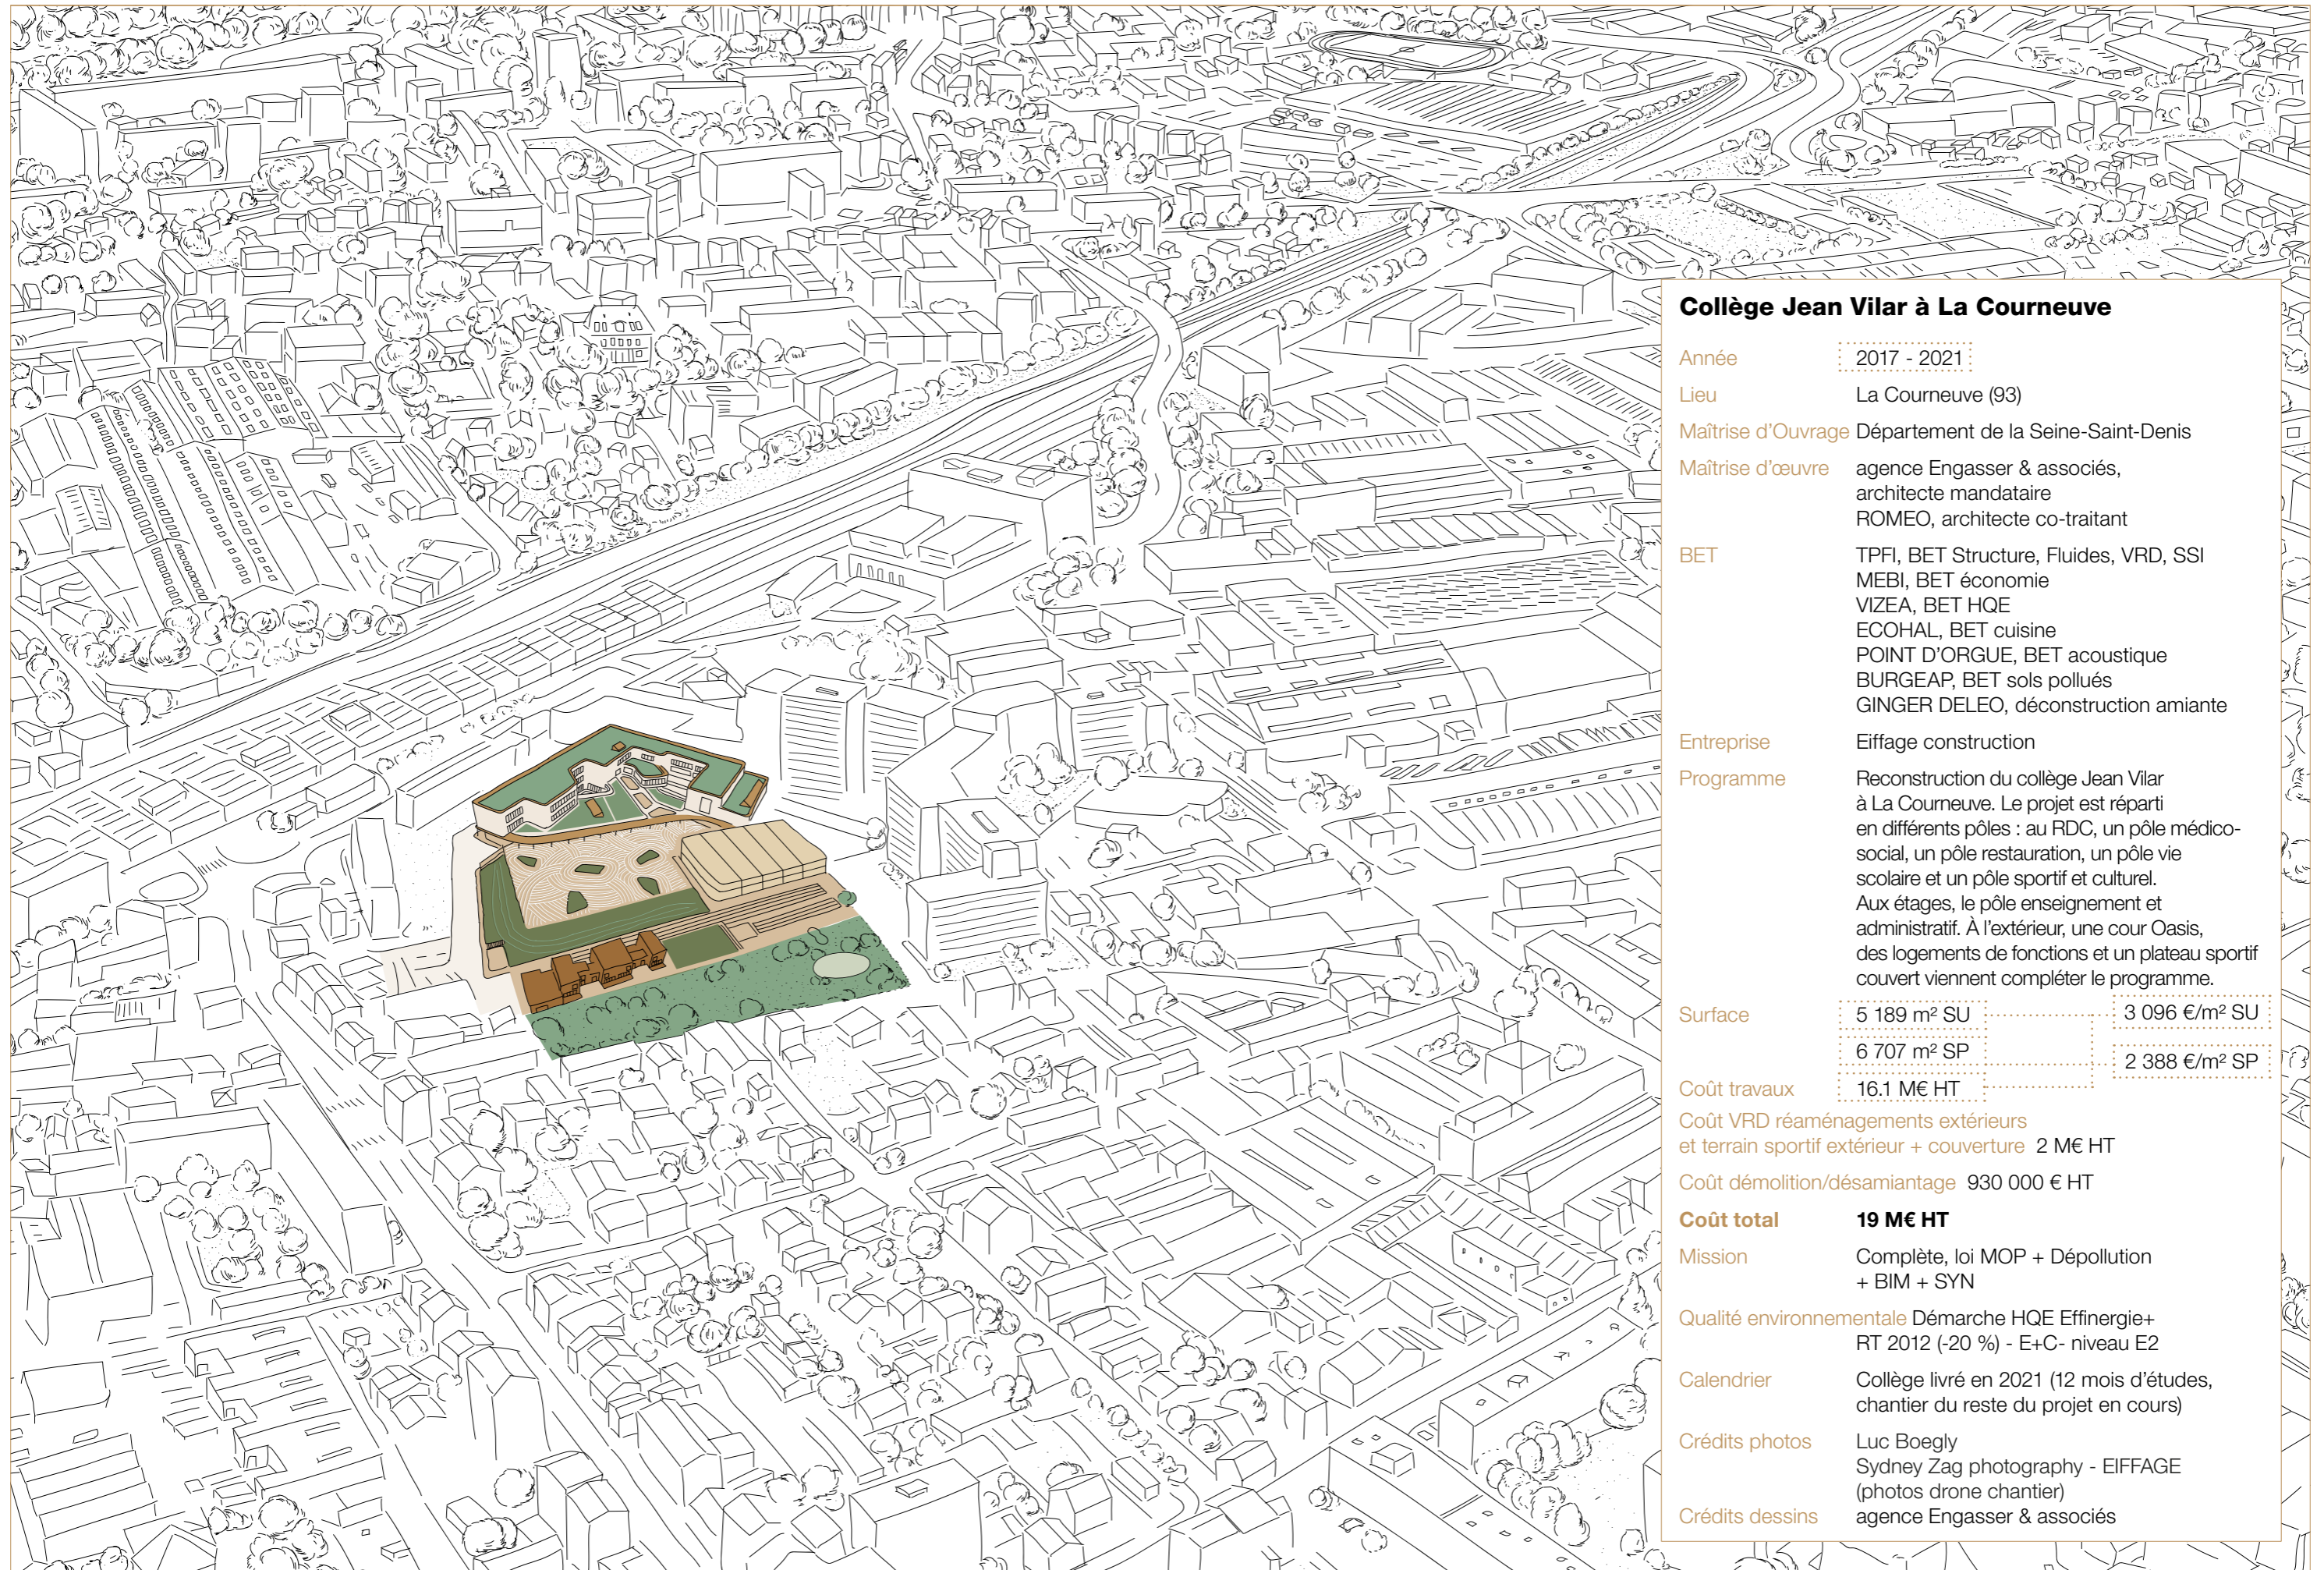 Collège Jean Vilar à La Courneuve
Année 2017 - 2021
Lieu La Courneuve (93)
Maîtrise d'Ouvrage Département de la Seine-Saint-Denis
Maîtrise d'œuvre agence Engasser & associés,
architecte mandataire
ROMEO, architecte co-traitant
BET TPFI, BET Structure, Fluides, VRD, SSI
MEBI, BET économie
VIZEA, BET HQE
ECOHAL, BET cuisine
POINT D'ORGUE, BET acoustique
BURGEAP, BET sols pollués
GINGER DELEO, déconstruction amiante
Entreprise Eiffage construction
Programme Reconstruction du collège Jean Vilar
à La Courneuve. Le projet est réparti
en différents pôles : au RDC, un pôle médico-
social, un pôle restauration, un pôle vie
scolaire et un pôle sportif et culturel.
Aux étages, le pôle enseignement et
administratif. À l'extérieur, une cour Oasis,
des logements de fonctions et un plateau sportif
couvert viennent compléter le programme.
Surface 5 189 m² SU 3 096 €/m² SU
6 707 m² SP 2 388 €/m² SP
Coût travaux 16.1 M€ HT
Coût VRD réaménagements extérieurs
et terrain sportif extérieur + couverture 2 M€ HT
Coût démolition/désamiantage 930 000 € HT
Coût total 19 M€ HT
Mission Complète, loi MOP + Dépollution
+ BIM + SYN
Qualité environnementale Démarche HQE Effinergie+
RT 2012 (-20 %) - E+C- niveau E2
Calendrier Collège livré en 2021 (12 mois d'études,
chantier du reste du projet en cours)
Crédits photos Luc Boegly
Sydney Zag photography - EIFFAGE
(photos drone chantier)
Crédits dessins agence Engasser & associés